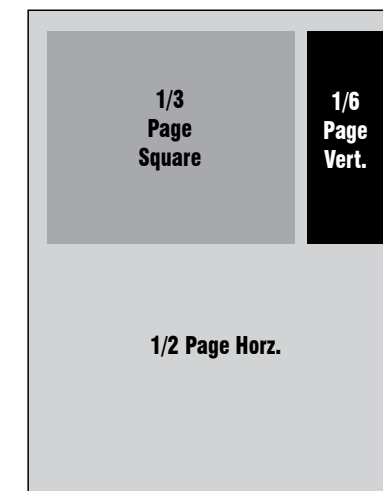 1/3
Page
Square
1/6
Page
Vert.
1/2 Page Horz.